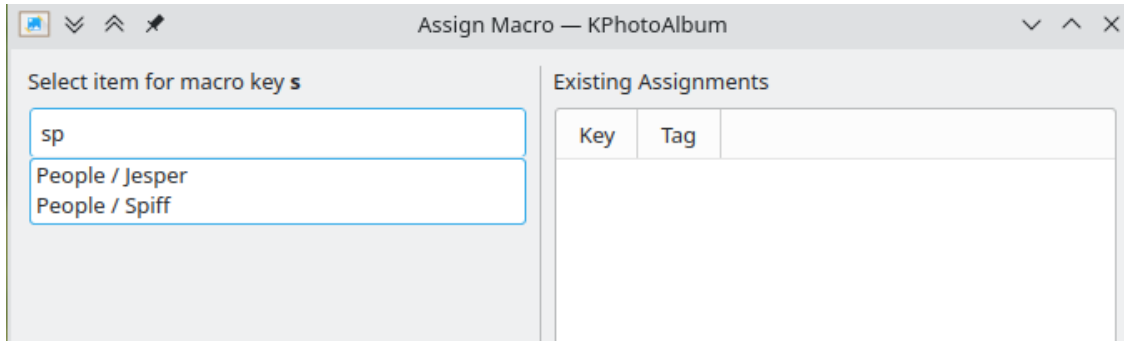 Assign Macro — KPhotoAlbum
Select item for macro key s
sp
People / Jesper
People / Spiff
Existing Assignments
Key Tag